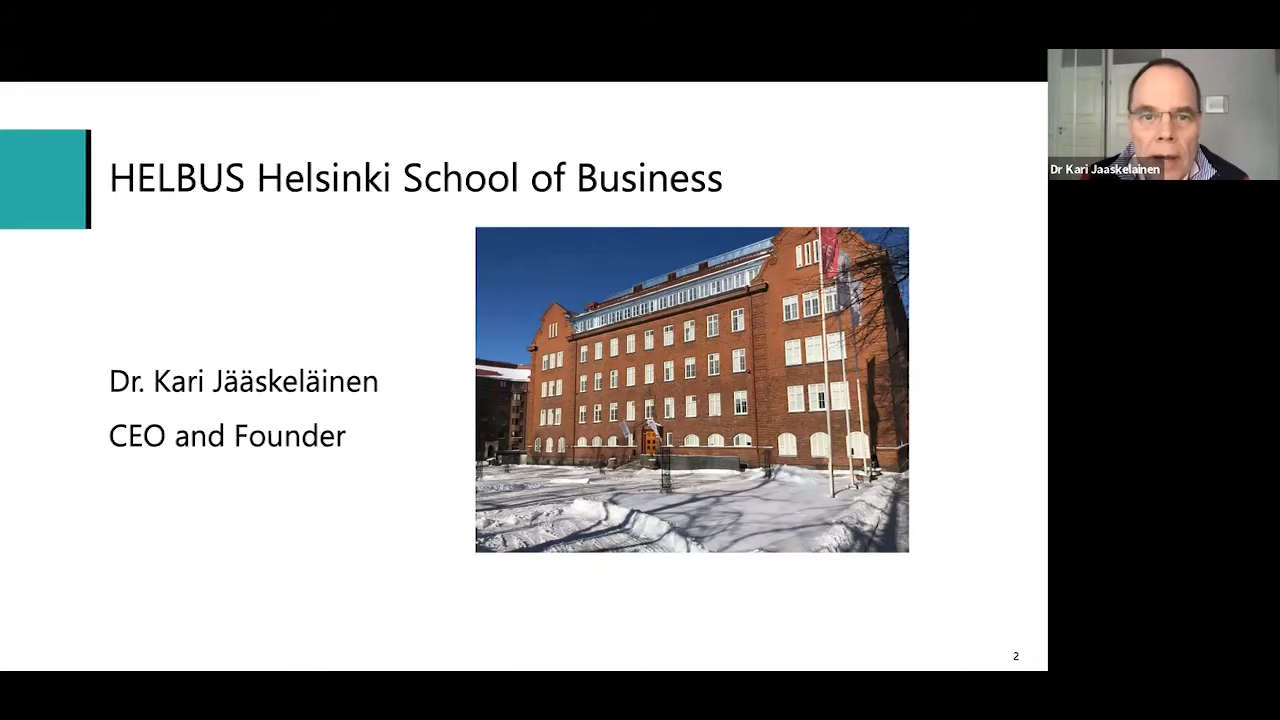 HELBUS Helsinki School of Business
Dr Kari Jaaskelainen
Dr. Kari Jääskeläinen
CEO and Founder
2